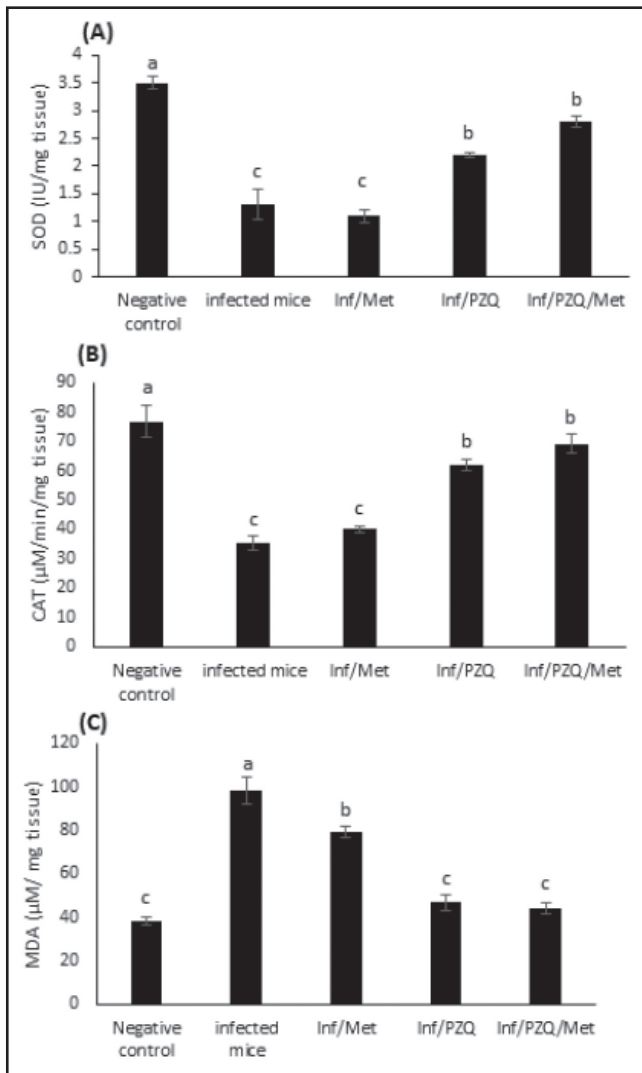 (A)
SOD (IU/mg tissue)
4
3.5
3
2.5
2
1.5
1
0.5
0
a
c
c
b
b
Negative
control
infected mice
Inf/Met
Inf/PZQ
Inf/PZQ/Met
(B)
CAT (µM/min/mg tissue)
90
80
70
60
50
40
30
20
10
0
a
c
c
b
b
Negative
control
infected mice
Inf/Met
Inf/PZQ
Inf/PZQ/Met
(C)
MDA (µM/ mg tissue)
120
100
80
60
40
20
0
c
a
b
c
c
Negative
control
infected
mice
Inf/Met
Inf/PZQ
Inf/PZQ/Met